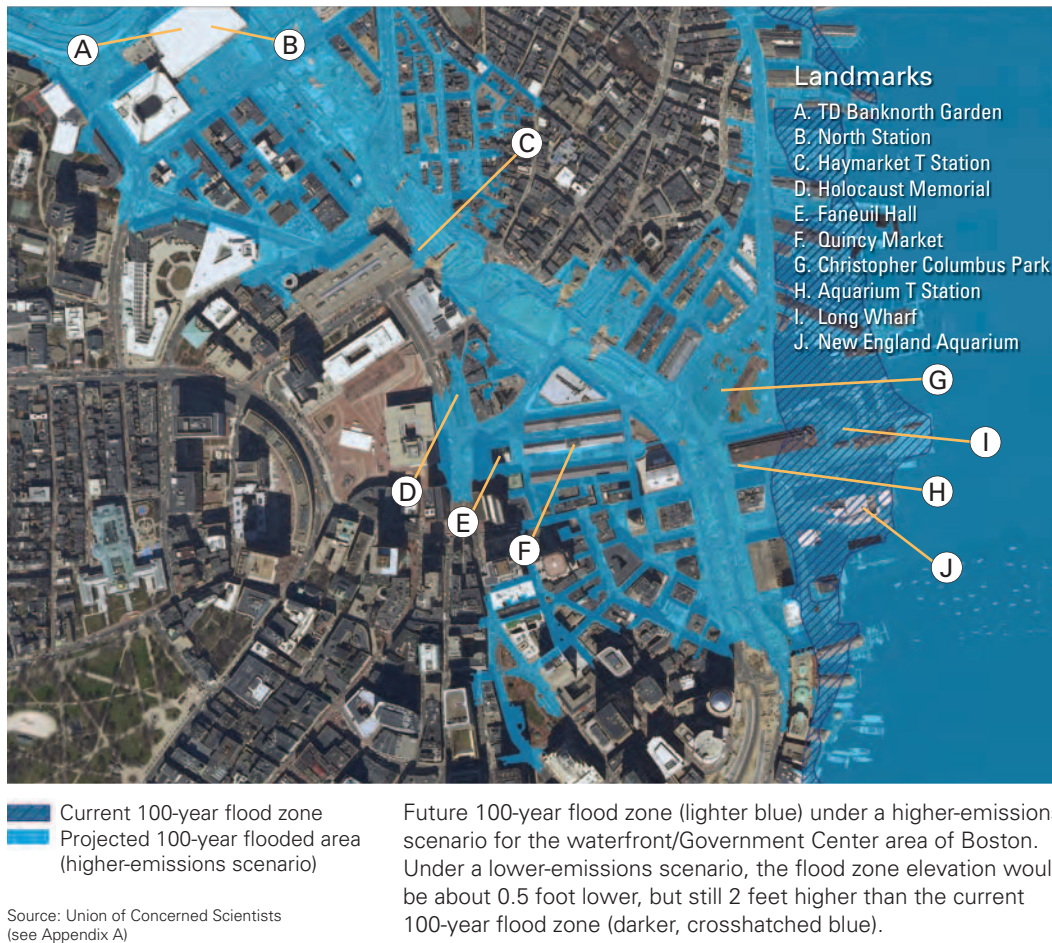 A
B
C
D
E
F
G
H
I
J
Landmarks
A. TD Banknorth Garden
B. North Station
C. Haymarket T Station
D. Holocaust Memorial
E. Faneuil Hall
F. Quincy Market
G. Christopher Columbus Park
H. Aquarium T Station
I. Long Wharf
J. New England Aquarium
Current 100-year flood zone
Projected 100-year flooded area
(higher-emissions scenario)
Source: Union of Concerned Scientists
(see Appendix A)
Future 100-year flood zone (lighter blue) under a higher-emission
scenario for the waterfront/Government Center area of Boston.
Under a lower-emissions scenario, the flood zone elevation woul
be about 0.5 foot lower, but still 2 feet higher than the current
100-year flood zone (darker, crosshatched blue).